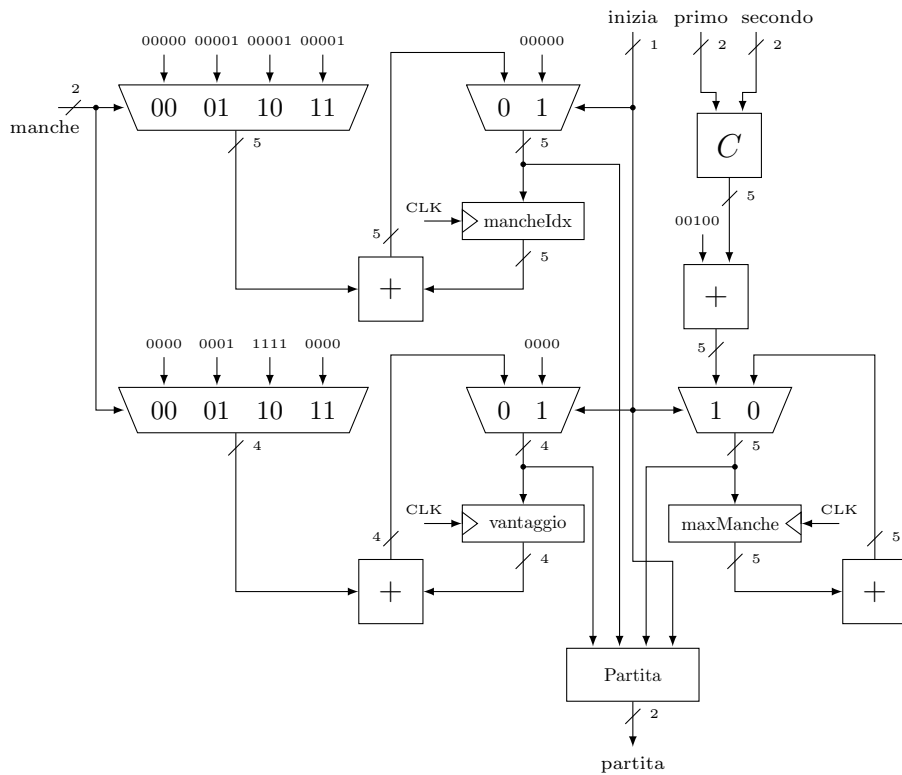 inizia primo secondo
1 2 2
00000 00001 00001 00001
00000
2
manche
00 01 10 11
0 1
C
5
5
5
CLK
mancheIdx
00100
5
5
+
+
0000 0001 1111 0000
0000
5
00 01 10 11
0 1
1 0
4
4
5
CLK
vantaggio
maxManche
CLK
4
4
5
5
+
+
Partita
2
partita